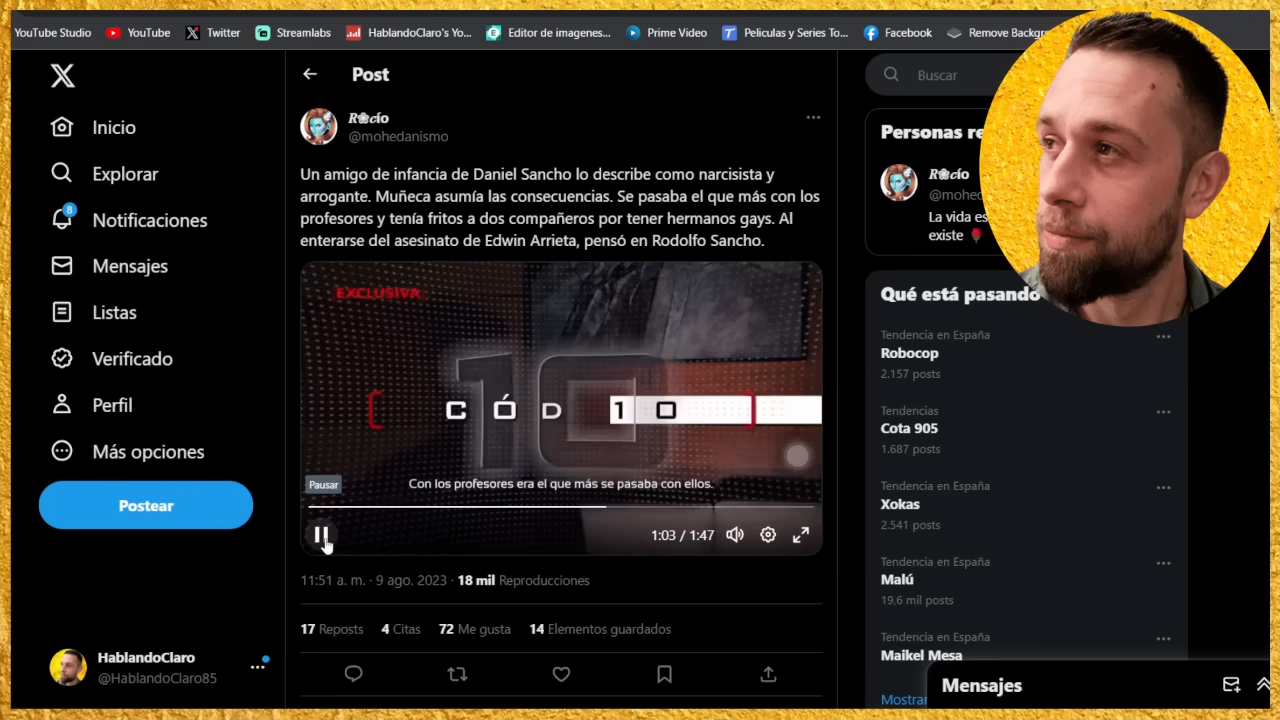 YouTube Studio YouTube Twitter Streamlabs HablandoClaro's Yo... Editor de imagenes... Prime Video Peliculas y Series To... Facebook Remove Backgr
Inicio
Explorar
8
Notificaciones
Mensajes
Listas
Verificado
Perfil
Más opciones
Postear
HablandoClaro
@HablandoClaro85
Post
R❀cío
@mohedanismo
Un amigo de infancia de Daniel Sancho lo describe como narcisista y
arrogante. Muñeca asumía las consecuencias. Se pasaba el que más con los
profesores y tenía fritos a dos compañeros por tener hermanos gays. Al
enterarse del asesinato de Edwin Arrieta, pensó en Rodolfo Sancho.
EXCLUSIVA
10
CÓD 10
Con los profesores era el que más se pasaba con ellos.
Pausar
1:03 / 1:47
11:51 a. m. · 9 ago. 2023 · 18 mil Reproducciones
17 Reposts 4 Citas 72 Me gusta 14 Elementos guardados
Buscar
Personas re
R❀cío
@mohed
La vida es
existe 🌹
Qué está pasando
Tendencia en España
Robocop
2.157 posts
Tendencias
Cota 905
1.687 posts
Tendencia en España
Xokas
2.541 posts
Tendencia en España
Malú
19,6 mil posts
Tendencia en España
Maikel Mesa
Mostrar
Mensajes